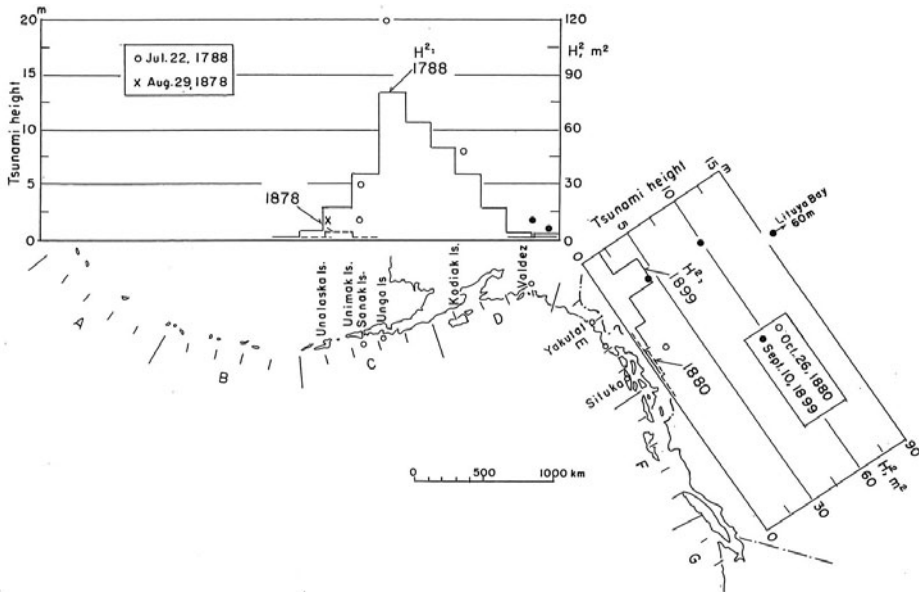 20 m
15
10
5
0
Tsunami height
120
H², m²
90
60
30
0
o Jul. 22, 1788
x Aug. 29, 1878
H²:
1788
1878
Unalaska Is.
Unimak Is.
Sanak Is.
Unga Is
Kodiak Is.
Valdez
A
B
C
D
Yakutat
E
?
Situka
F
G
Tsunami height
0
5
10
15 m
Lituya Bay
60m
H²:
1899
1880
o Oct. 26, 1880
● Sept. 10, 1899
0
30
60
90
H², m²
0 500 1000 km